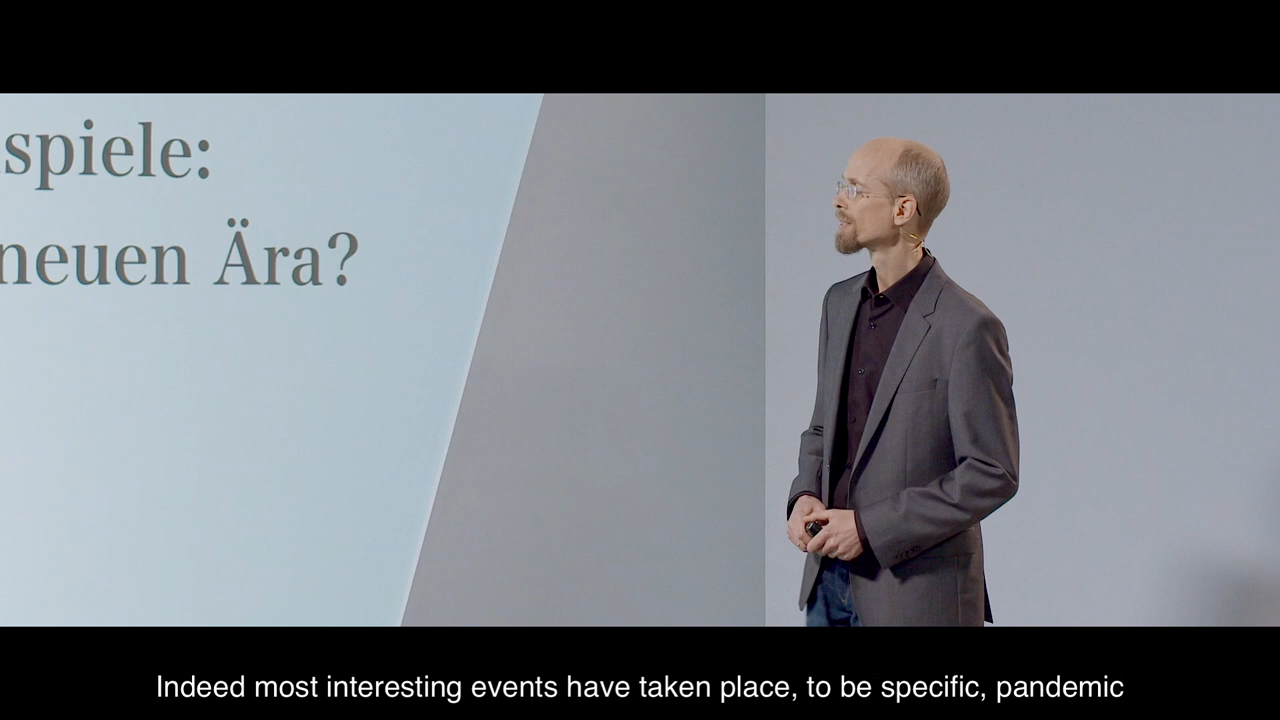 spiele:
neuen Ära?
Indeed most interesting events have taken place, to be specific, pandemic